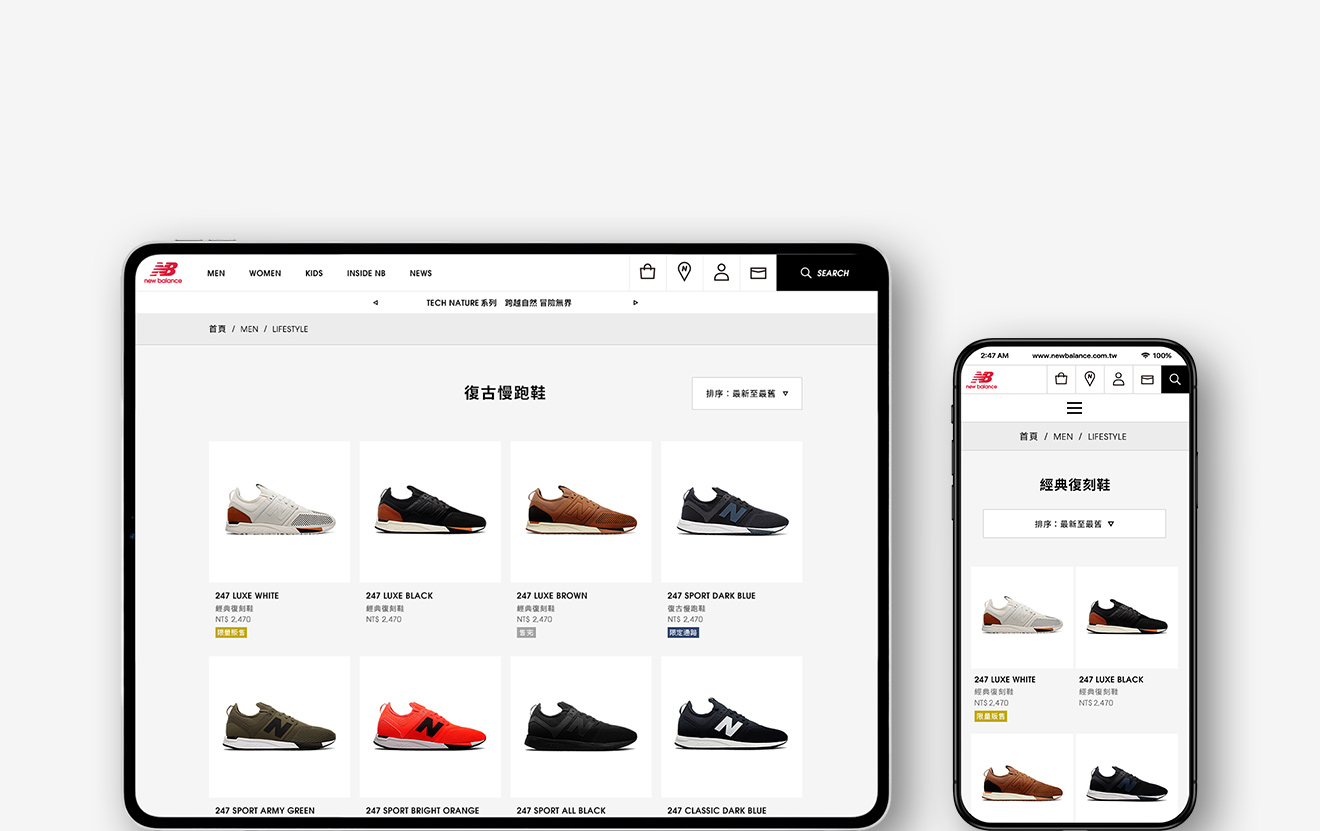 new balance
MEN WOMEN KIDS INSIDE NB NEWS
SEARCH
TECH NATURE 系列 跨越自然 冒險無界
首頁 / MEN / LIFESTYLE
復古慢跑鞋
排序：最新至最舊
247 LUXE WHITE
經典復刻鞋
NT$ 2,470
限量販售
247 LUXE BLACK
經典復刻鞋
NT$ 2,470
247 LUXE BROWN
經典復刻鞋
NT$ 2,470
售完
247 SPORT DARK BLUE
復古慢跑鞋
NT$ 2,470
限定通路
247 SPORT ARMY GREEN
247 SPORT BRIGHT ORANGE
247 SPORT ALL BLACK
247 CLASSIC DARK BLUE
2:47 AM www.newbalance.com.tw 100%
new balance
首頁 / MEN / LIFESTYLE
經典復刻鞋
排序：最新至最舊
247 LUXE WHITE
經典復刻鞋
NT$ 2,470
限量販售
247 LUXE BLACK
經典復刻鞋
NT$ 2,470